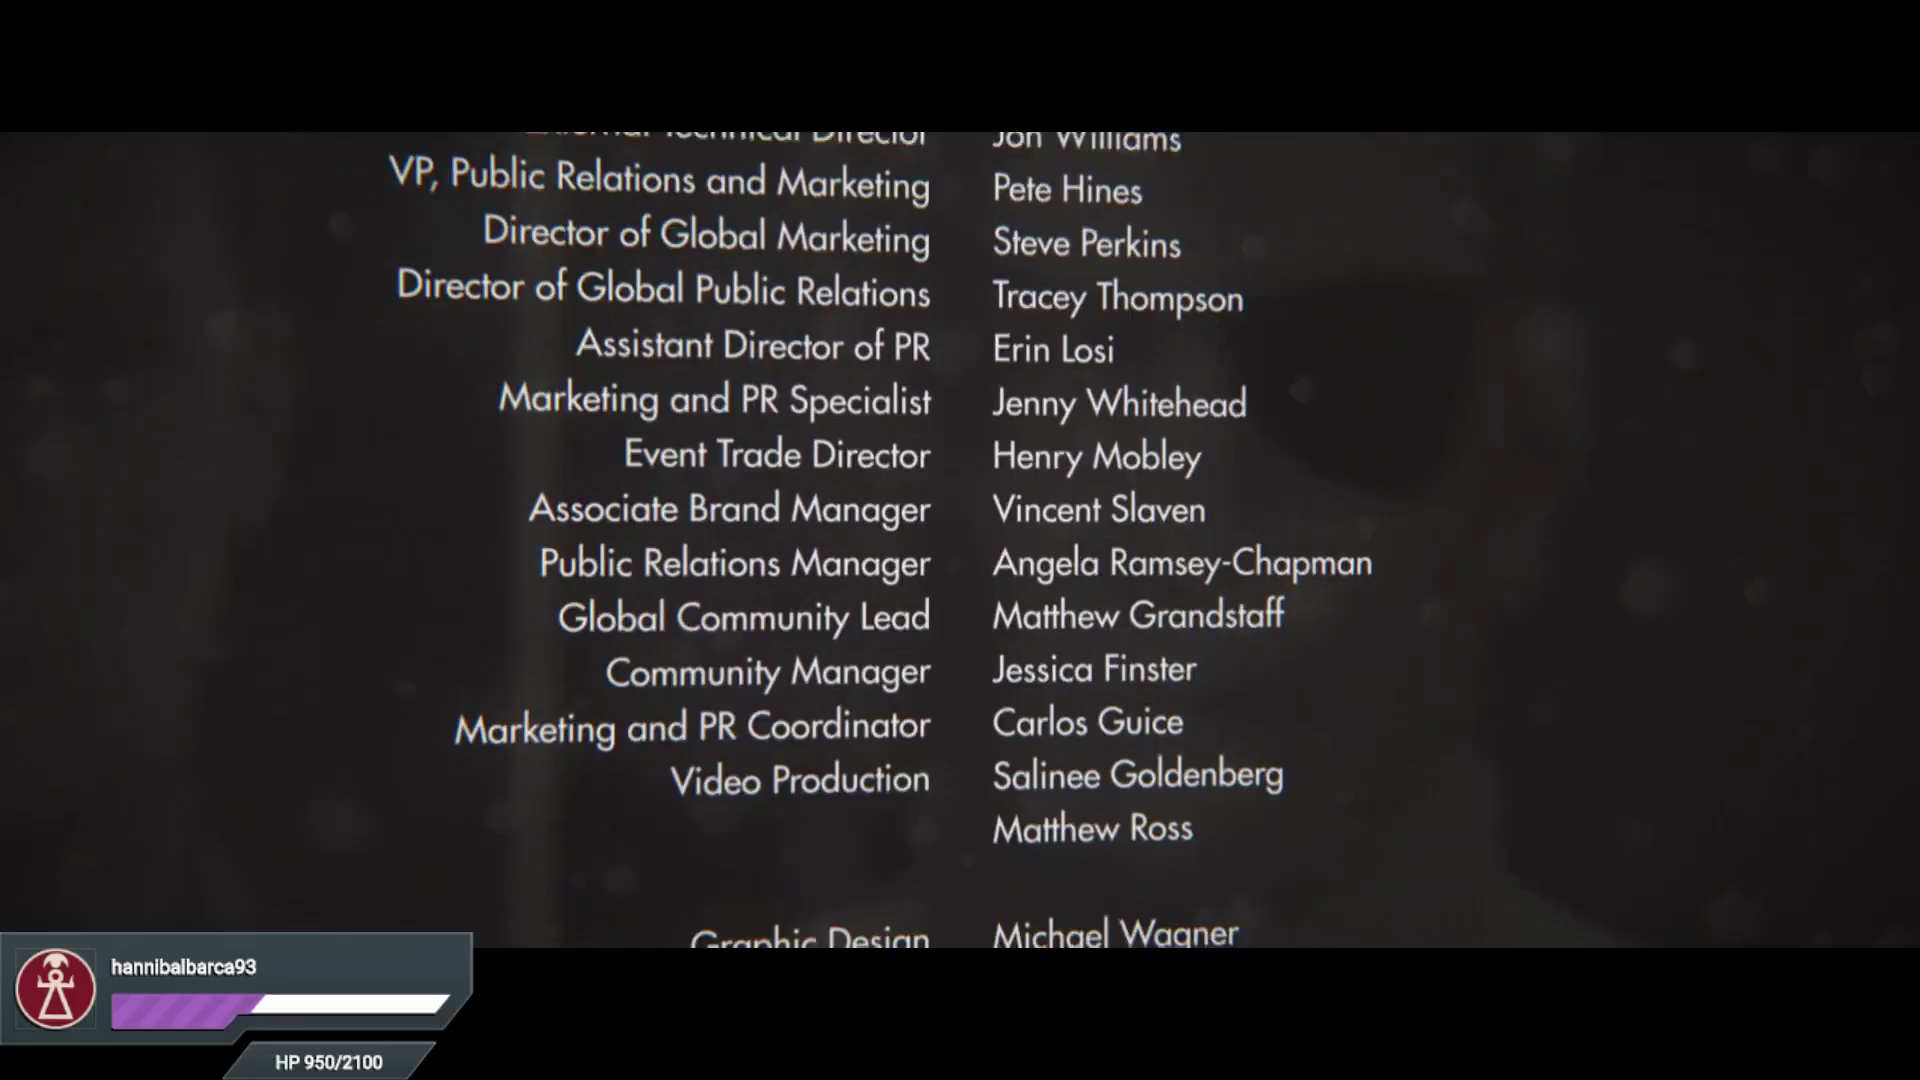 Technical Director Jon Williams
VP, Public Relations and Marketing Pete Hines
Director of Global Marketing Steve Perkins
Director of Global Public Relations Tracey Thompson
Assistant Director of PR Erin Losi
Marketing and PR Specialist Jenny Whitehead
Event Trade Director Henry Mobley
Associate Brand Manager Vincent Slaven
Public Relations Manager Angela Ramsey-Chapman
Global Community Lead Matthew Grandstaff
Community Manager Jessica Finster
Marketing and PR Coordinator Carlos Guice
Video Production Salinee Goldenberg
Matthew Ross
Graphic Design Michael Wagner
hannibalbarca93
HP 950/2100